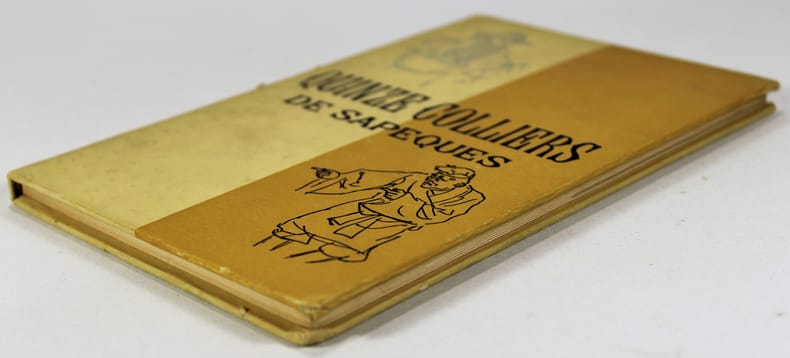 QUINZE COLLIERS
DE SAPEQUES